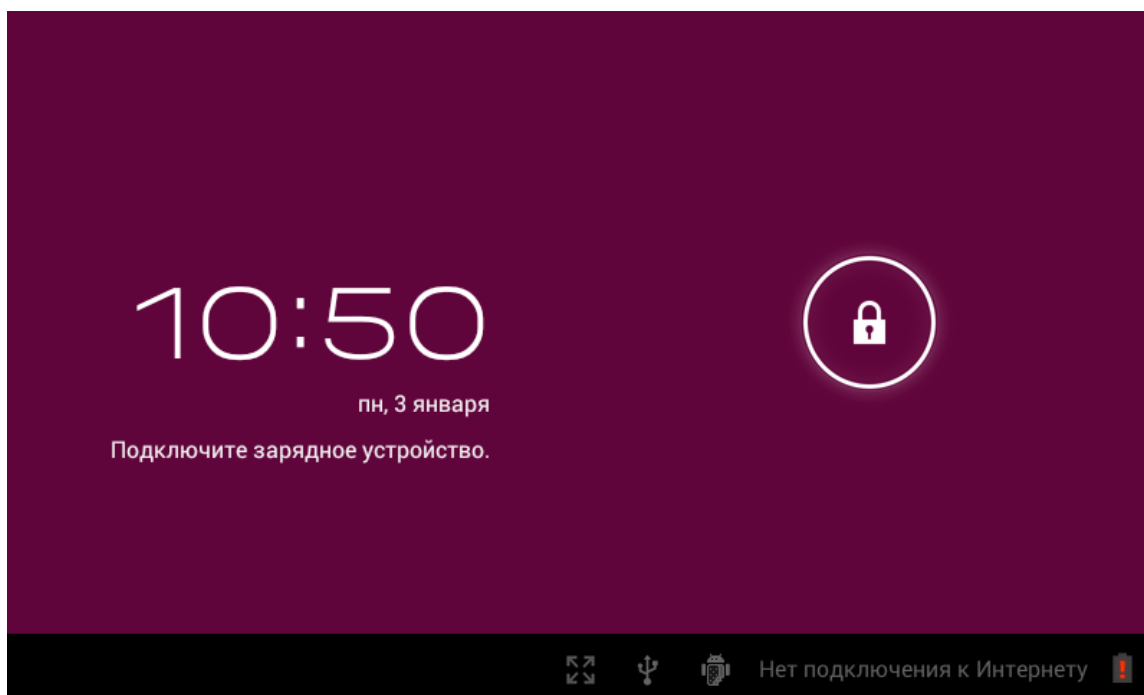 10:50
пн, 3 января
Подключите зарядное устройство.
Нет подключения к Интернету